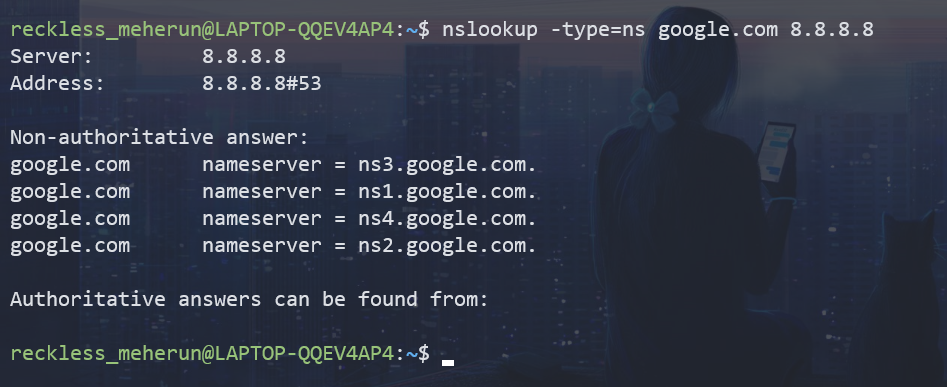 reckless_meherun@LAPTOP-QQEV4AP4:~$ nslookup -type=ns google.com 8.8.8.8
Server:         8.8.8.8
Address:        8.8.8.8#53
Non-authoritative answer:
google.com      nameserver = ns3.google.com.
google.com      nameserver = ns1.google.com.
google.com      nameserver = ns4.google.com.
google.com      nameserver = ns2.google.com.
Authoritative answers can be found from:
reckless_meherun@LAPTOP-QQEV4AP4:~$